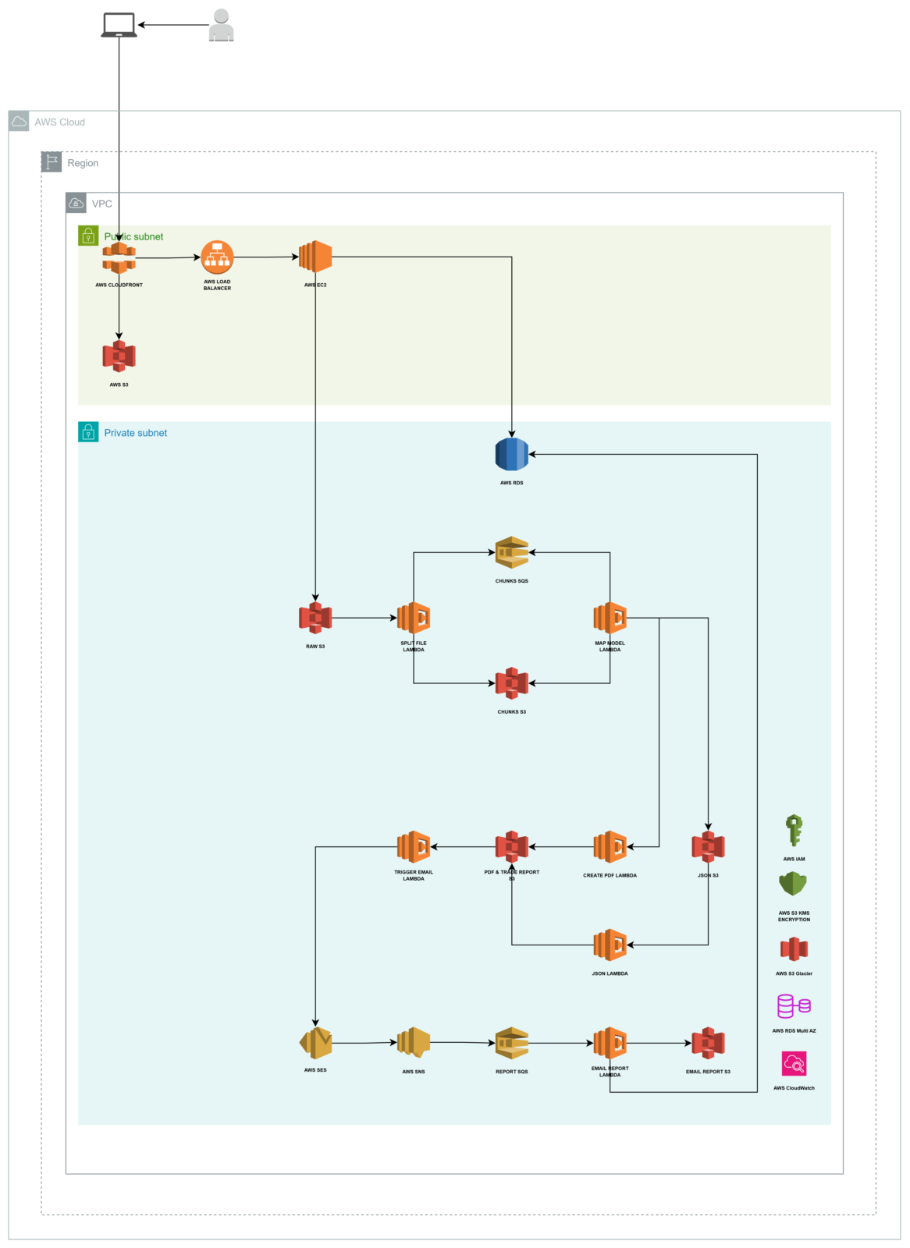 AWS Cloud
Region
VPC
Public subnet
AWS CLOUDFRONT
AWS LOAD
BALANCER
AWS EC2
AWS S3
Private subnet
AWS RDS
CHUNKS SQS
RAW S3
SPLIT FILE
LAMBDA
MAP MODEL
LAMBDA
CHUNKS S3
TRIGGER EMAIL
LAMBDA
PDF & TRADE REPORT
S3
CREATE PDF LAMBDA
JSON S3
AWS IAM
AWS S3 KMS
ENCRYPTION
JSON LAMBDA
AWS S3 Glacier
AWS RDS Multi AZ
AWS SES
AWS SNS
REPORT SQS
EMAIL REPORT
LAMBDA
EMAIL REPORT S3
AWS CloudWatch